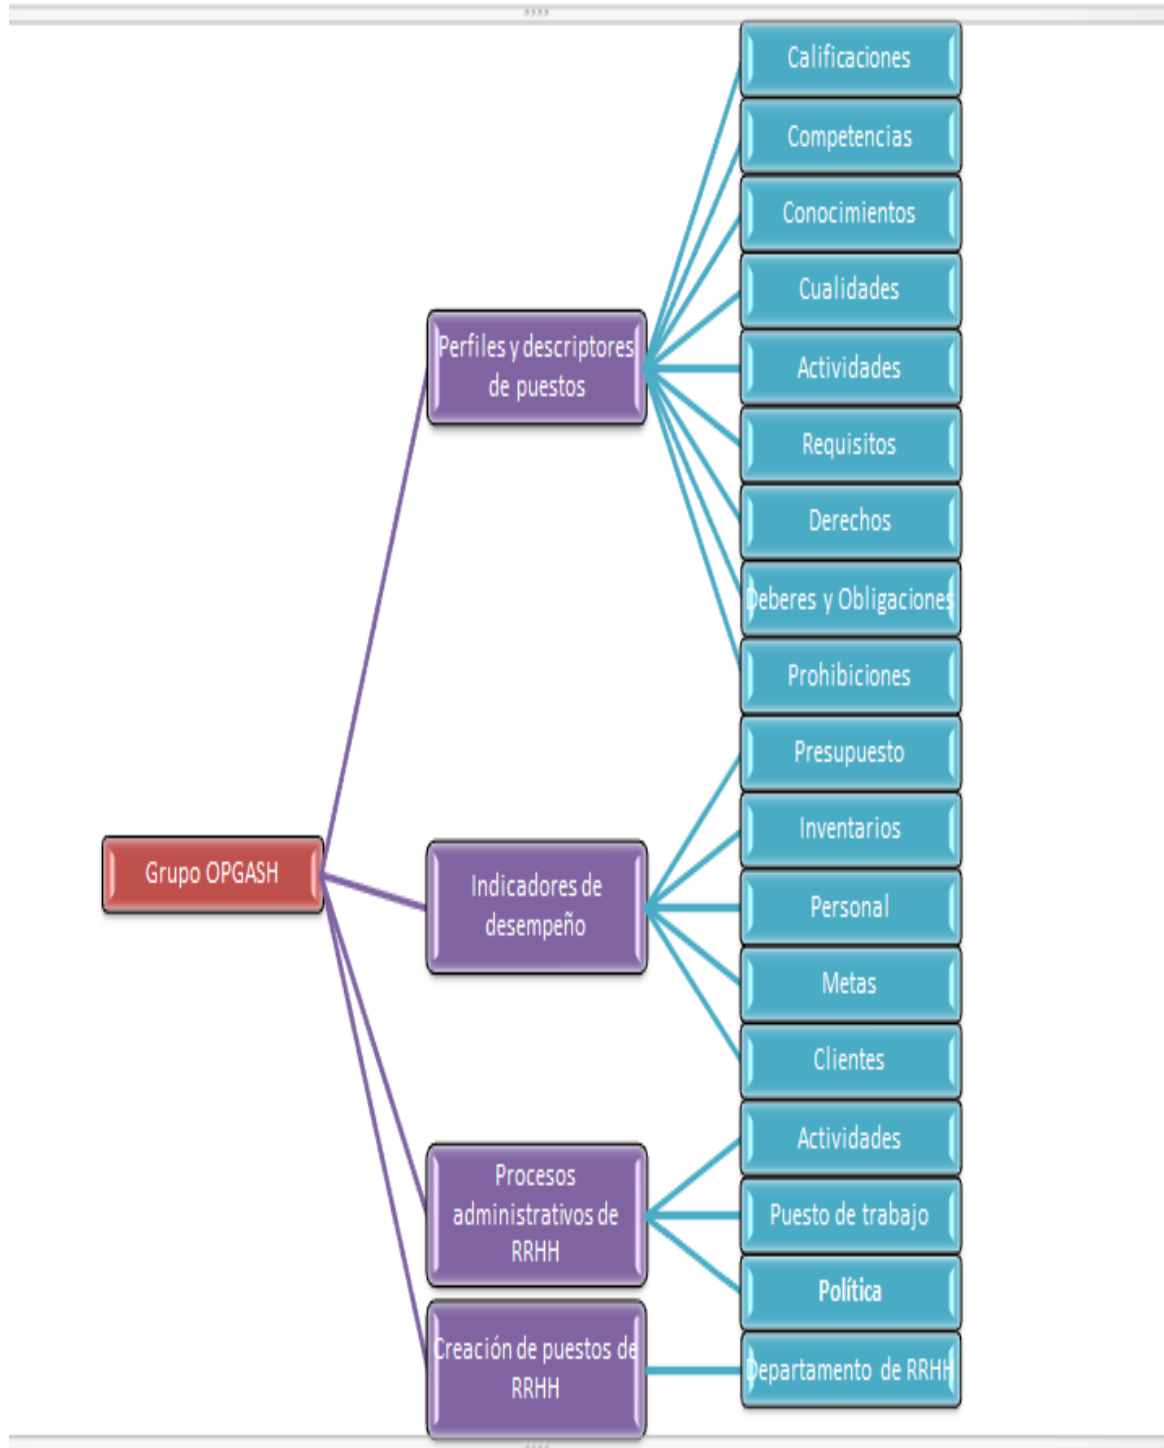 Grupo OPGASH
Perfiles y descriptores
de puestos
Calificaciones
Competencias
Conocimientos
Cualidades
Actividades
Requisitos
Derechos
Deberes y Obligaciones
Prohibiciones
Indicadores de
desempeño
Presupuesto
Inventarios
Personal
Metas
Clientes
Procesos
administrativos de
RRHH
Actividades
Puesto de trabajo
Política
Creación de puestos de
RRHH
Departamento de RRHH